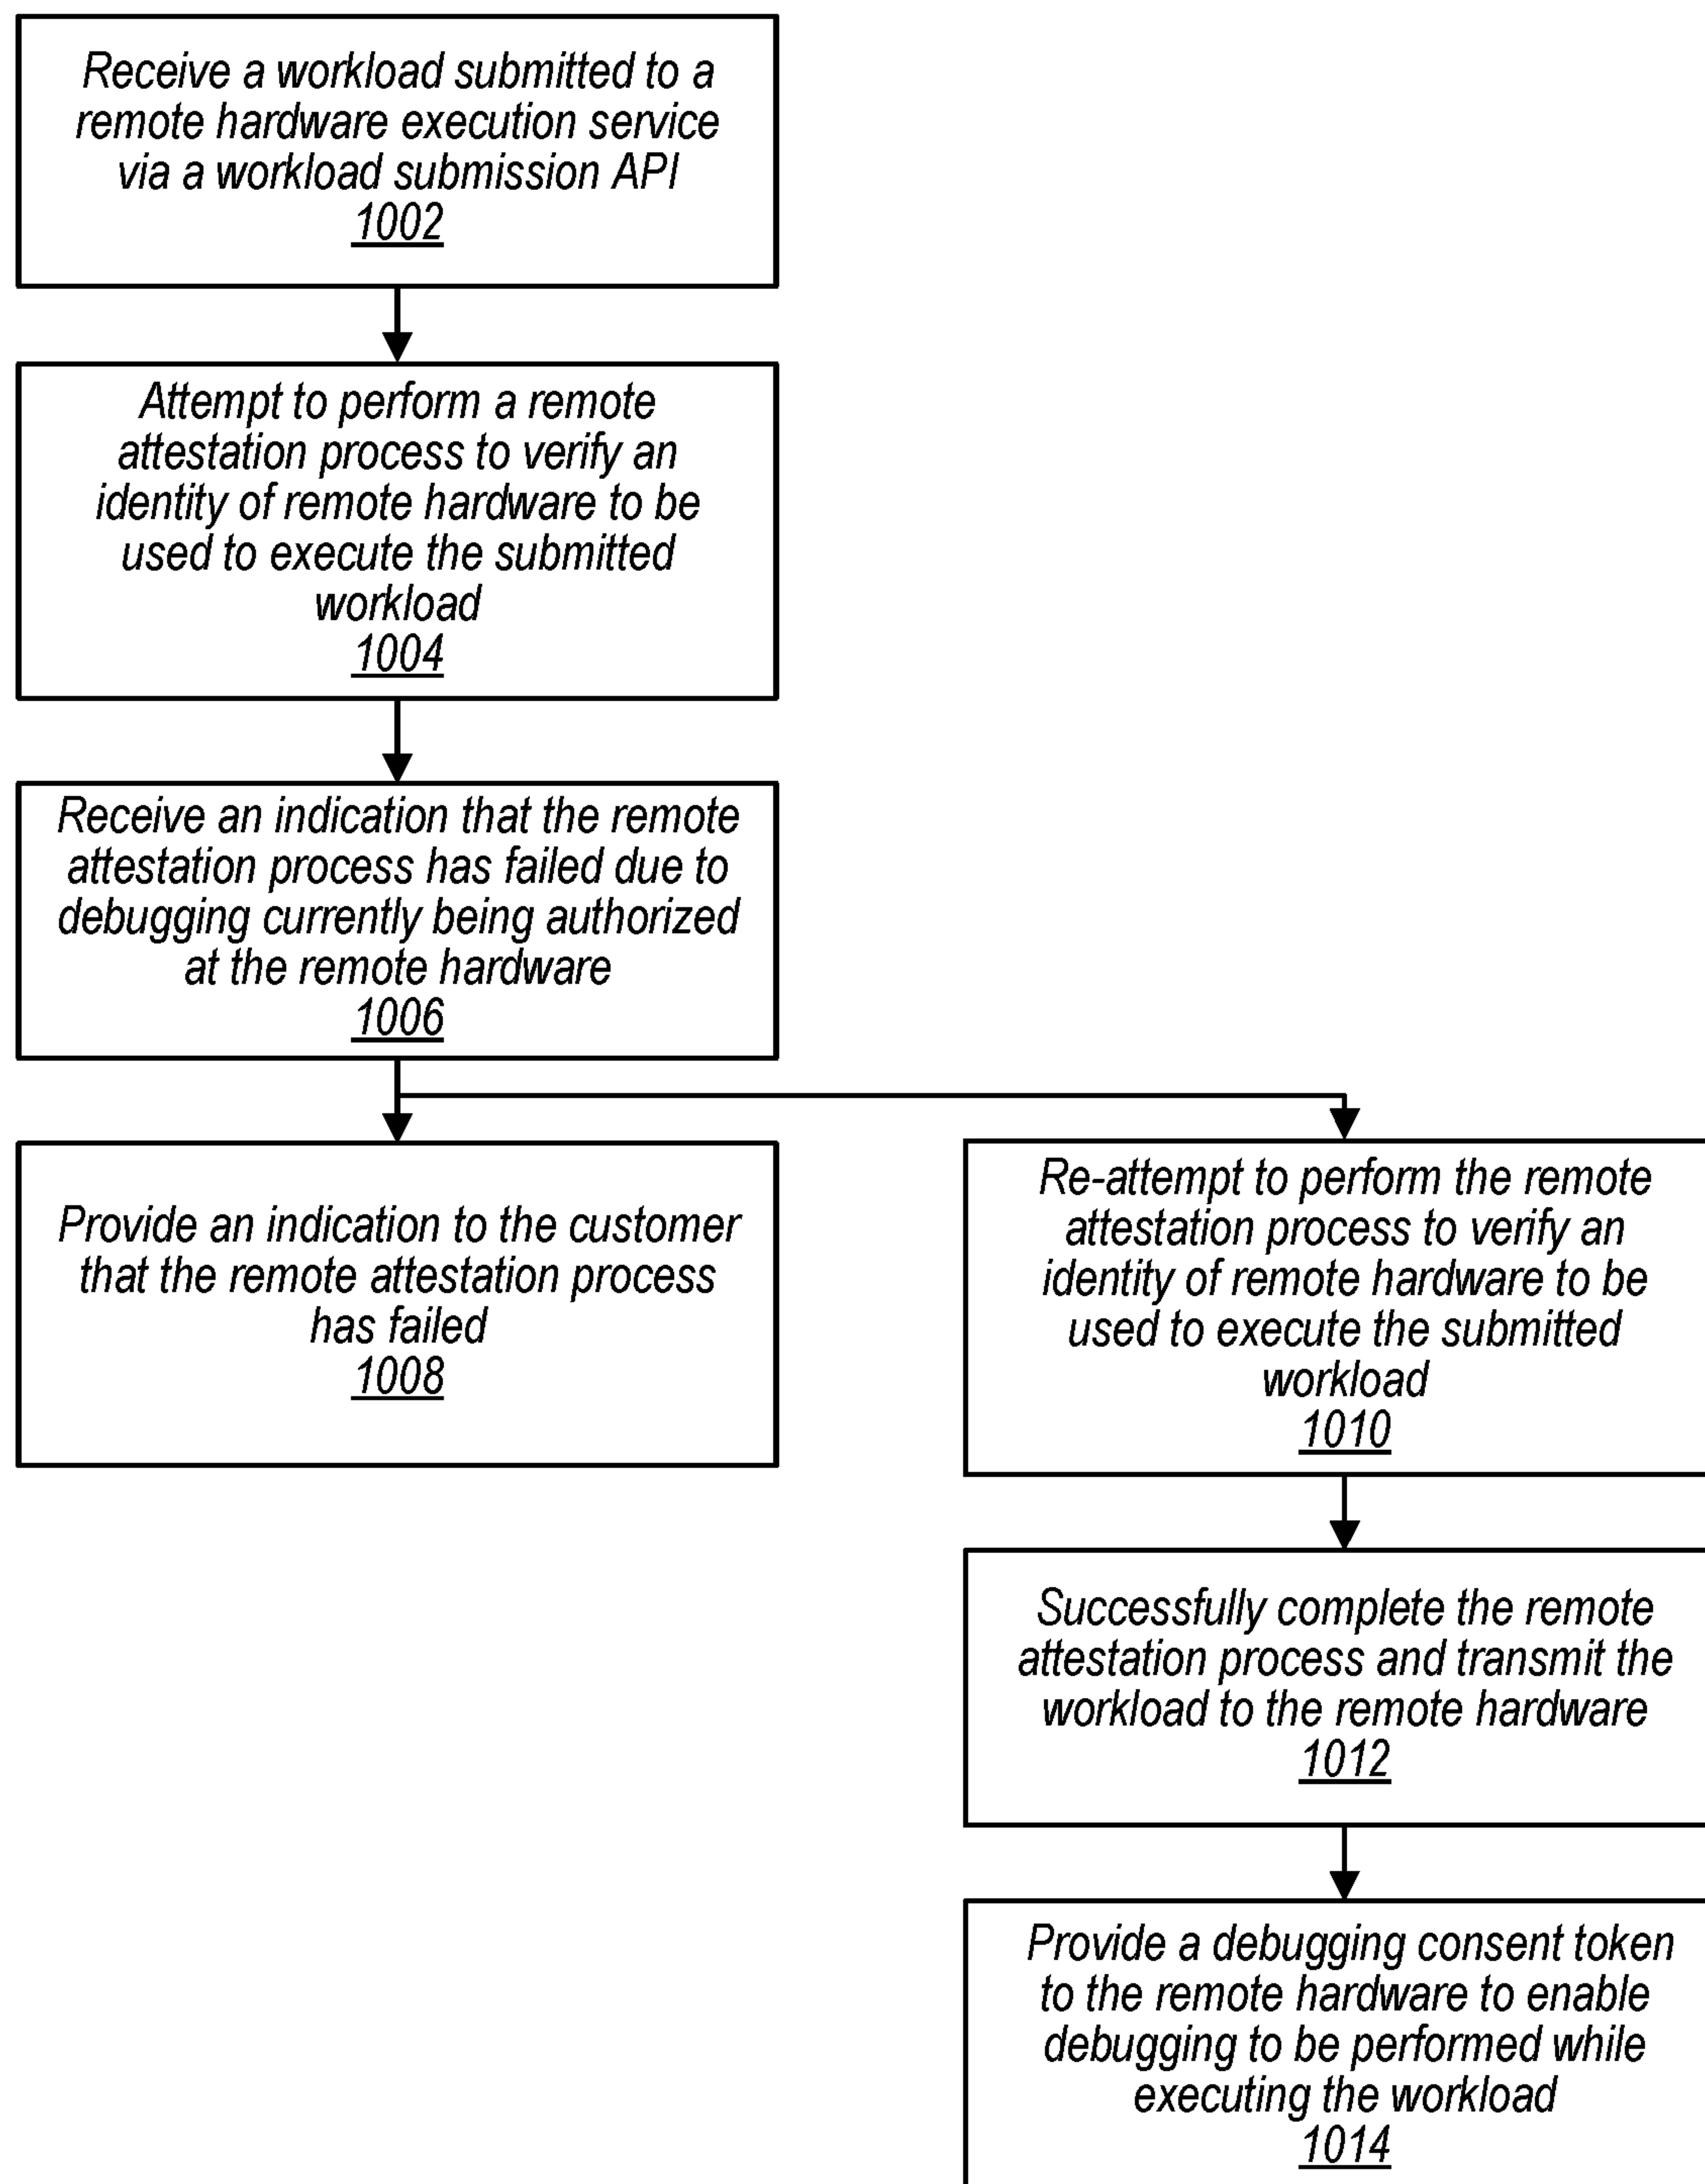 Receive a workload submitted to a
remote hardware execution service
via a workload submission API
1002
Attempt to perform a remote
attestation process to verify an
identity of remote hardware to be
used to execute the submitted
workload
1004
Receive an indication that the remote
attestation process has failed due to
debugging currently being authorized
at the remote hardware
1006
Provide an indication to the customer
that the remote attestation process
has failed
1008
Re-attempt to perform the remote
attestation process to verify an
identity of remote hardware to be
used to execute the submitted
workload
1010
Successfully complete the remote
attestation process and transmit the
workload to the remote hardware
1012
Provide a debugging consent token
to the remote hardware to enable
debugging to be performed while
executing the workload
1014